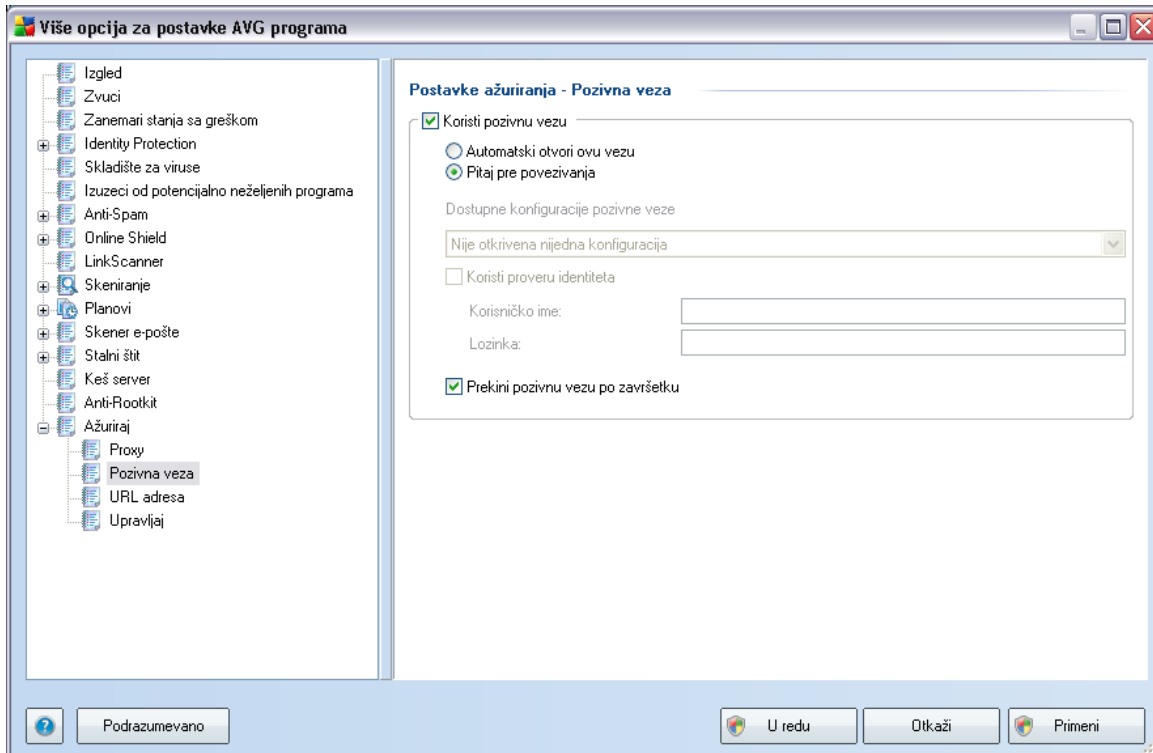 Više opcija za postavke AVG programa
Izgled
Zvuci
Zanemari stanja sa greškom
Identity Protection
Skladište za viruse
Izuzeci od potencijalno neželjenih programa
Anti-Spam
Online Shield
LinkScanner
Skeniranje
Planovi
Skener e-pošte
Stalni štit
Keš server
Anti-Rootkit
Ažuriraj
Proxy
Pozivna veza
URL adresa
Upravljaj
Postavke ažuriranja - Pozivna veza
Koristi pozivnu vezu
Automatski otvori ovu vezu
Pitaj pre povezivanja
Dostupne konfiguracije pozivne veze
Nije otkrivena nijedna konfiguracija
Koristi proveru identiteta
Korisničko ime:
Lozinka:
Prekini pozivnu vezu po završetku
Podrazumevano
U redu
Otkaži
Primeni